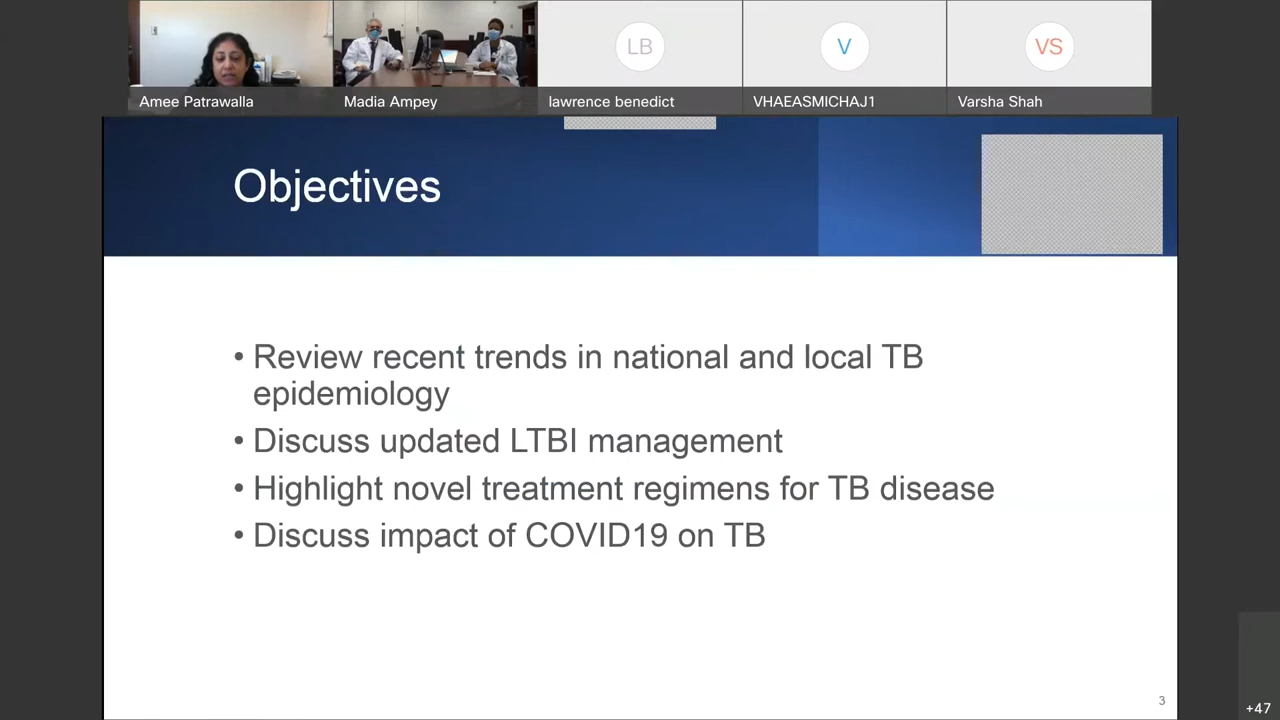 LB
V
VS
Amee Patrawalla
Madia Ampey
lawrence benedict
VHAEASMICHAJ1
Varsha Shah
Objectives
• Review recent trends in national and local TB
epidemiology
• Discuss updated LTBI management
• Highlight novel treatment regimens for TB disease
• Discuss impact of COVID19 on TB
3
+47